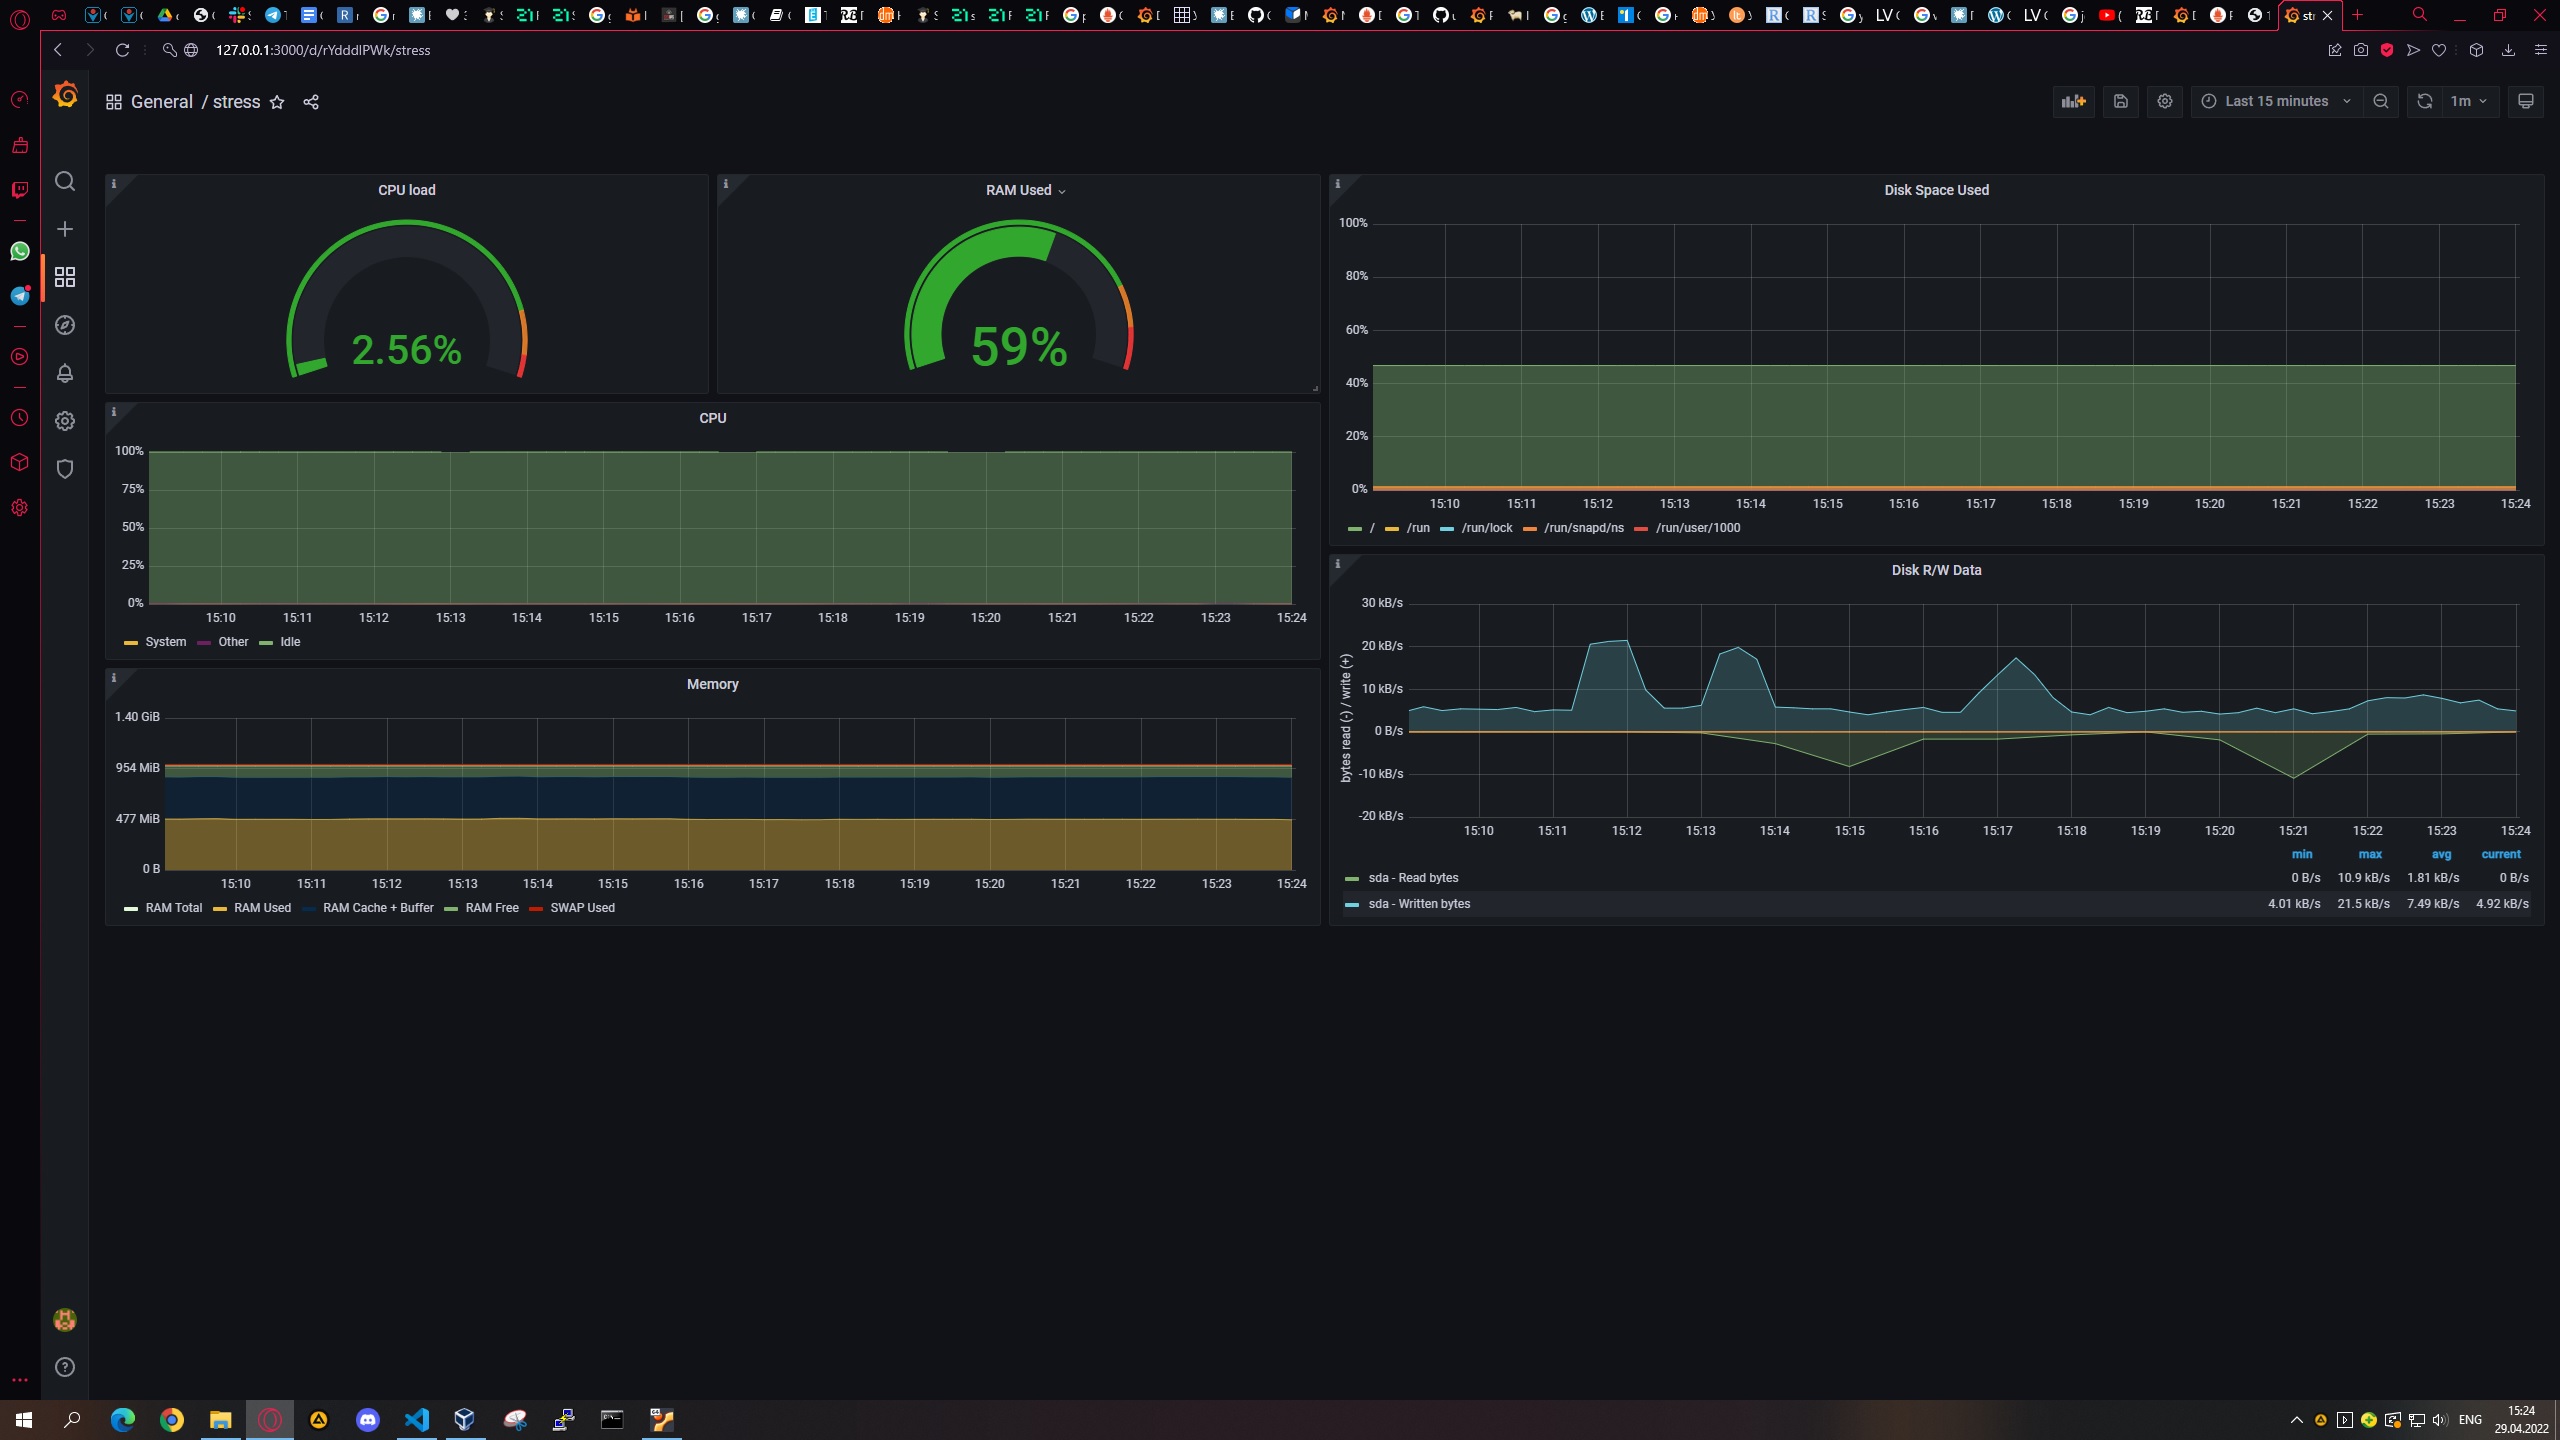 127.0.0.1:3000/d/rYdddlPWk/stress
General / stress
Last 15 minutes
1m
CPU load
2.56%
RAM Used
59%
Disk Space Used
100%
80%
60%
40%
20%
0%
15:10 15:11 15:12 15:13 15:14 15:15 15:16 15:17 15:18 15:19 15:20 15:21 15:22 15:23 15:24
/ /run /run/lock /run/snapd/ns /run/user/1000
CPU
100%
75%
50%
25%
0%
15:10 15:11 15:12 15:13 15:14 15:15 15:16 15:17 15:18 15:19 15:20 15:21 15:22 15:23 15:24
System Other Idle
Disk R/W Data
bytes read (-) / write (+)
30 kB/s
20 kB/s
10 kB/s
0 B/s
-10 kB/s
-20 kB/s
15:10 15:11 15:12 15:13 15:14 15:15 15:16 15:17 15:18 15:19 15:20 15:21 15:22 15:23 15:24
min max avg current
sda - Read bytes 0 B/s 10.9 kB/s 1.81 kB/s 0 B/s
sda - Written bytes 4.01 kB/s 21.5 kB/s 7.49 kB/s 4.92 kB/s
Memory
1.40 GiB
954 MiB
477 MiB
0 B
15:10 15:11 15:12 15:13 15:14 15:15 15:16 15:17 15:18 15:19 15:20 15:21 15:22 15:23 15:24
RAM Total RAM Used RAM Cache + Buffer RAM Free SWAP Used
ENG
15:24
29.04.2022